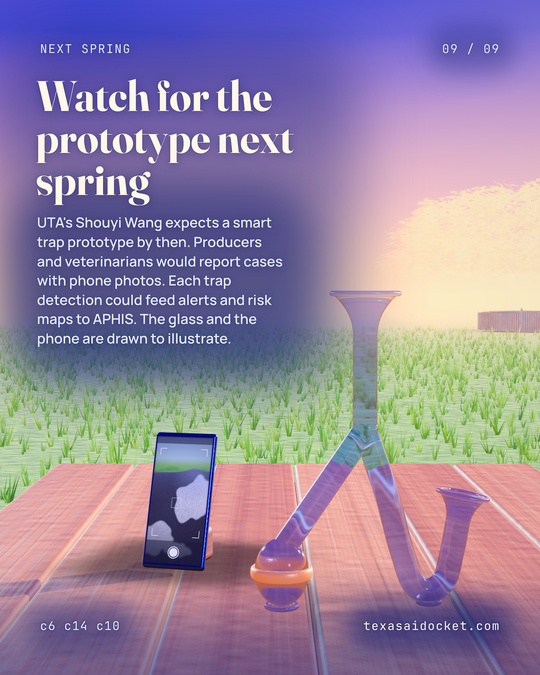 NEXT SPRING
09 / 09
Watch for the
prototype next
spring
UTA's Shouyi Wang expects a smart
trap prototype by then. Producers
and veterinarians would report cases
with phone photos. Each trap
detection could feed alerts and risk
maps to APHIS. The glass and the
phone are drawn to illustrate.
c6 c14 c10
texasaidocket.com